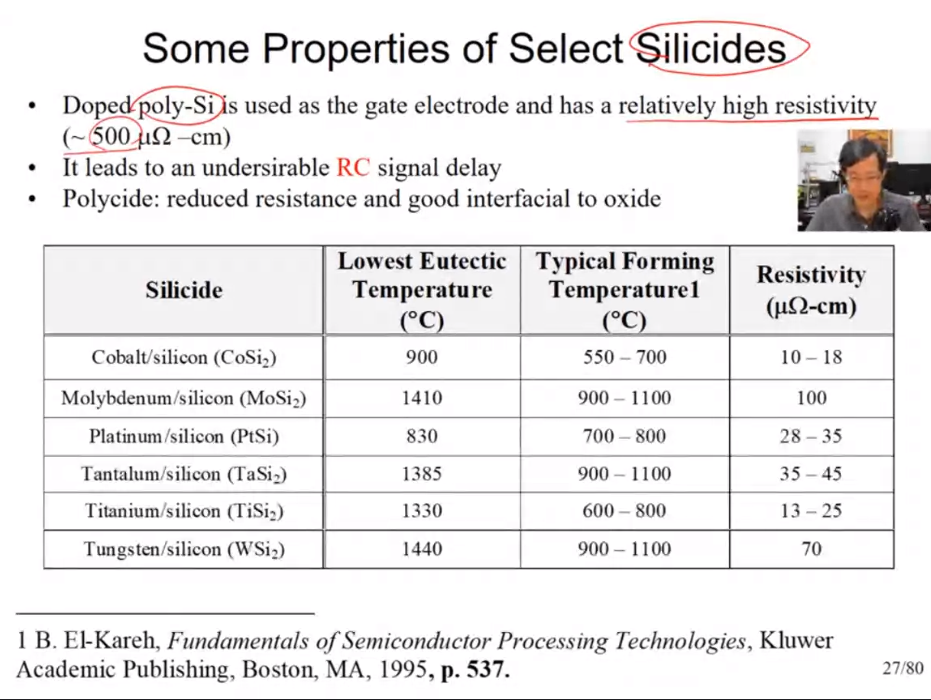 Some Properties of Select Silicides
• Doped poly-Si is used as the gate electrode and has a relatively high resistivity
(~ 500 μΩ –cm)
• It leads to an undersirable RC signal delay
• Polycide: reduced resistance and good interfacial to oxide
Silicide
Lowest Eutectic
Temperature
(°C)
Typical Forming
Temperature1
(°C)
Resistivity
(μΩ-cm)
Cobalt/silicon (CoSi₂) 900 550 – 700 10 – 18
Molybdenum/silicon (MoSi₂) 1410 900 – 1100 100
Platinum/silicon (PtSi) 830 700 – 800 28 – 35
Tantalum/silicon (TaSi₂) 1385 900 – 1100 35 – 45
Titanium/silicon (TiSi₂) 1330 600 – 800 13 – 25
Tungsten/silicon (WSi₂) 1440 900 – 1100 70
1 B. El-Kareh, Fundamentals of Semiconductor Processing Technologies, Kluwer
Academic Publishing, Boston, MA, 1995, p. 537.
27/80